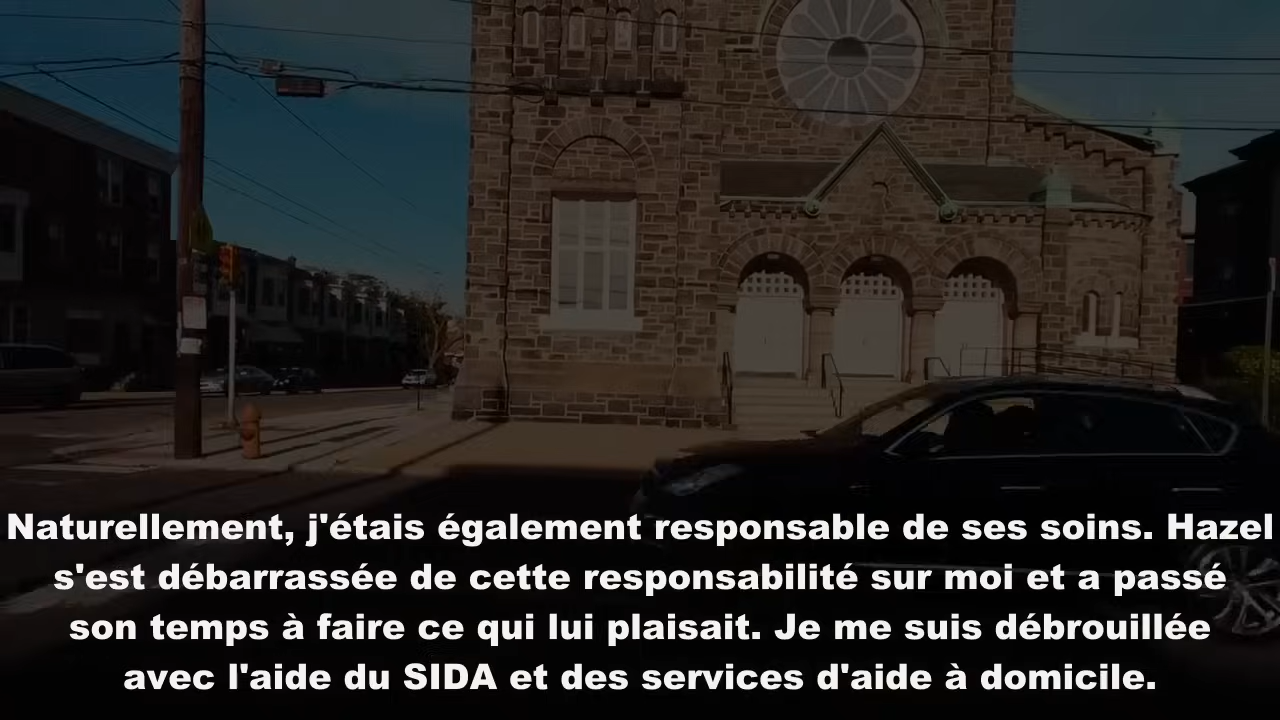 Naturellement, j'étais également responsable de ses soins. Hazel
s'est débarrassée de cette responsabilité sur moi et a passé
son temps à faire ce qui lui plaisait. Je me suis débrouillée
avec l'aide du SIDA et des services d'aide à domicile.